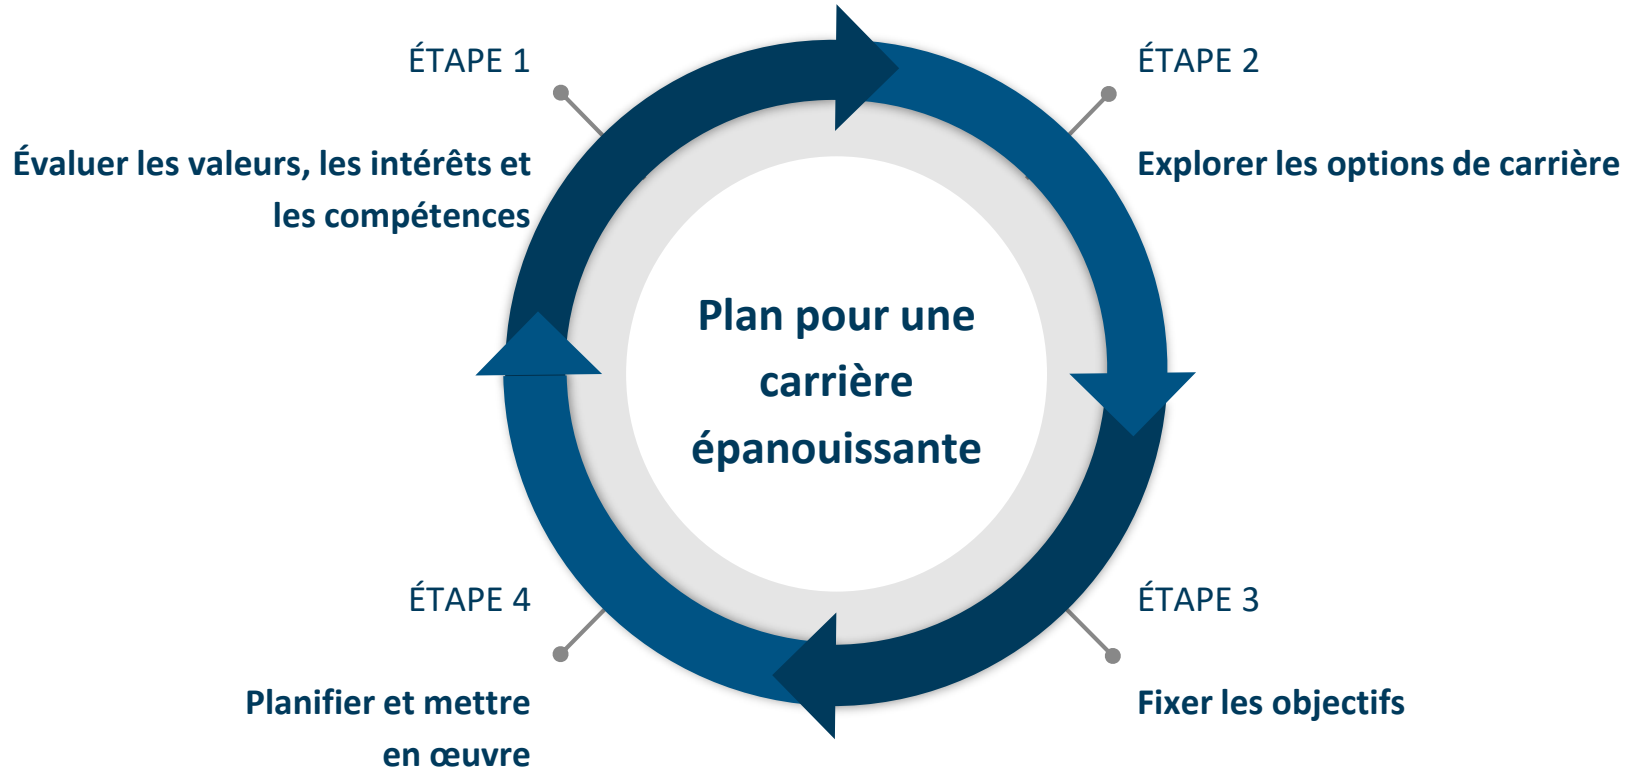 ÉTAPE 1
Évaluer les valeurs, les intérêts et
les compétences
ÉTAPE 2
Explorer les options de carrière
Plan pour une
carrière
épanouissante
ÉTAPE 3
Fixer les objectifs
ÉTAPE 4
Planifier et mettre
en œuvre